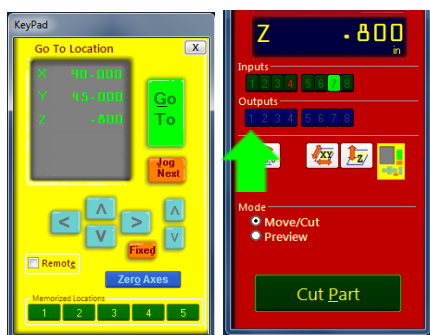 KeyPad
Go To Location X
X 90.000
Y 45.000
Z .800
Go To
Jog Next
< ∧ > ∧
∨ ∨
Fixed
Remote
Zero Axes
Memorized Locations
1 2 3 4 5
Z .800
in
Inputs
1 2 3 4 5 6 7 8
Outputs
1 2 3 4 5 6 7 8
XY Z/
Mode
Move/Cut
Preview
Cut Part